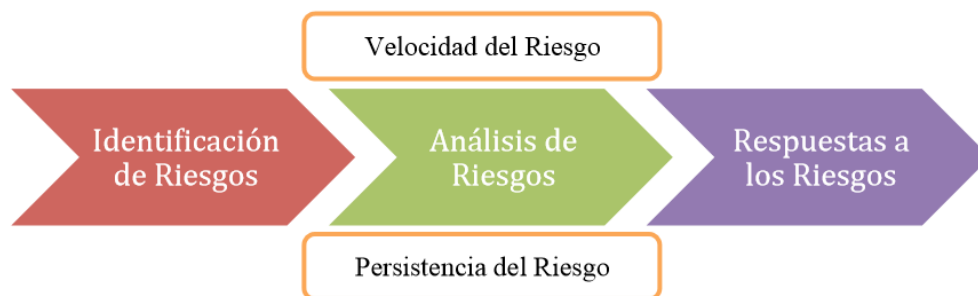 Velocidad del Riesgo
Identificación
de Riesgos
Análisis de
Riesgos
Respuestas a
los Riesgos
Persistencia del Riesgo